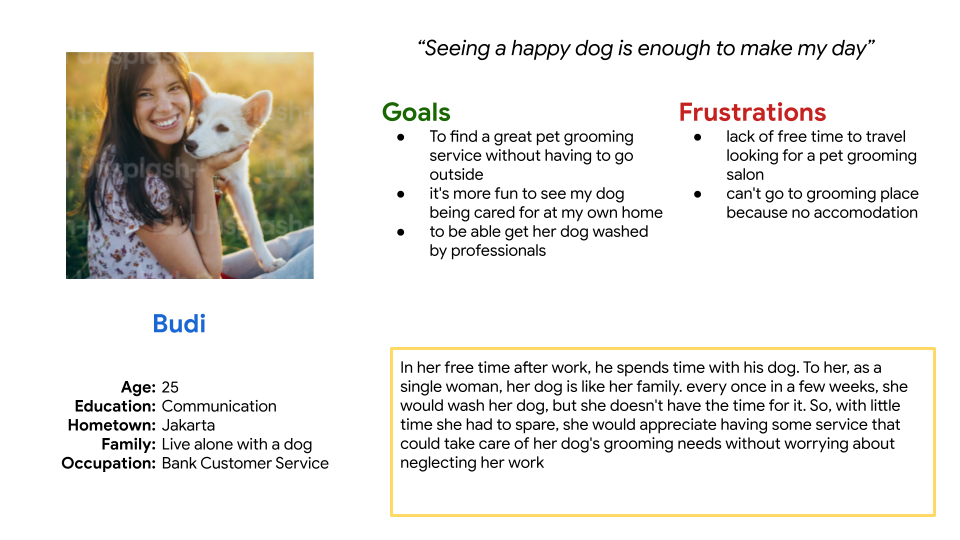 “Seeing a happy dog is enough to make my day”
Unsplash
Unsplash
Unsplash
Budi
Age: 25
Education: Communication
Hometown: Jakarta
Family: Live alone with a dog
Occupation: Bank Customer Service
Goals
● To find a great pet grooming
service without having to go
outside
● it's more fun to see my dog
being cared for at my own home
● to be able get her dog washed
by professionals
Frustrations
● lack of free time to travel
looking for a pet grooming
salon
● can't go to grooming place
because no accomodation
In her free time after work, he spends time with his dog. To her, as a
single woman, her dog is like her family. every once in a few weeks, she
would wash her dog, but she doesn't have the time for it. So, with little
time she had to spare, she would appreciate having some service that
could take care of her dog's grooming needs without worrying about
neglecting her work